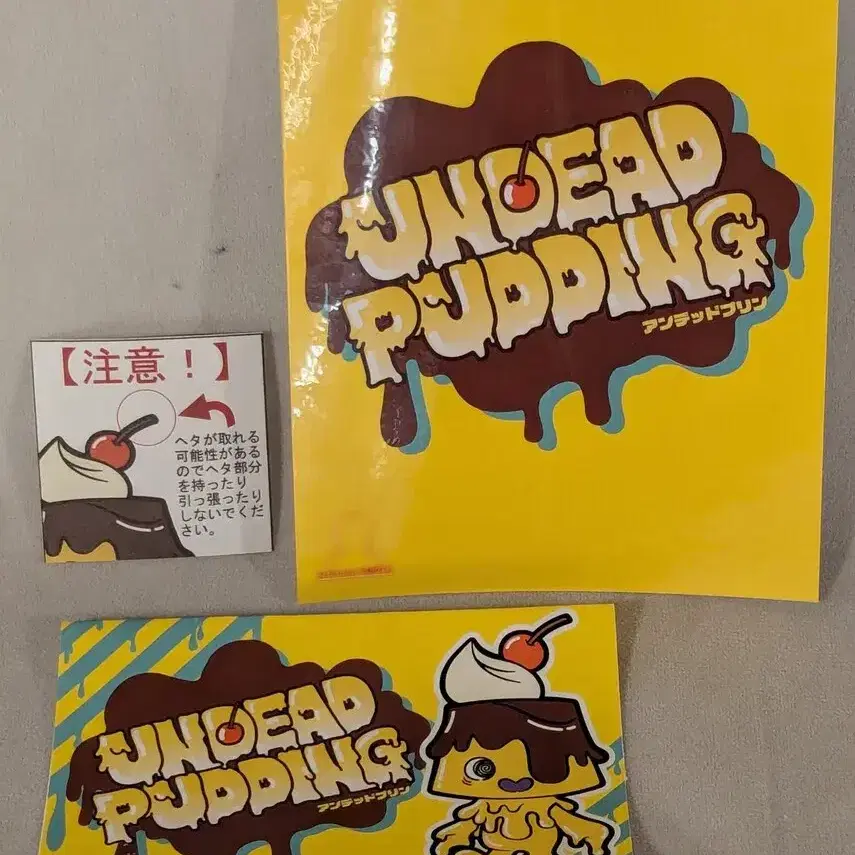 UNDEAD
PUDDING
アンデッドプリン
【注意！】
ヘタが取れる
可能性がある
のでヘタ部分
を持ったり
引っ張ったり
しないでくだ
さい。
UNDEAD
PUDDING
アンデッドプリン